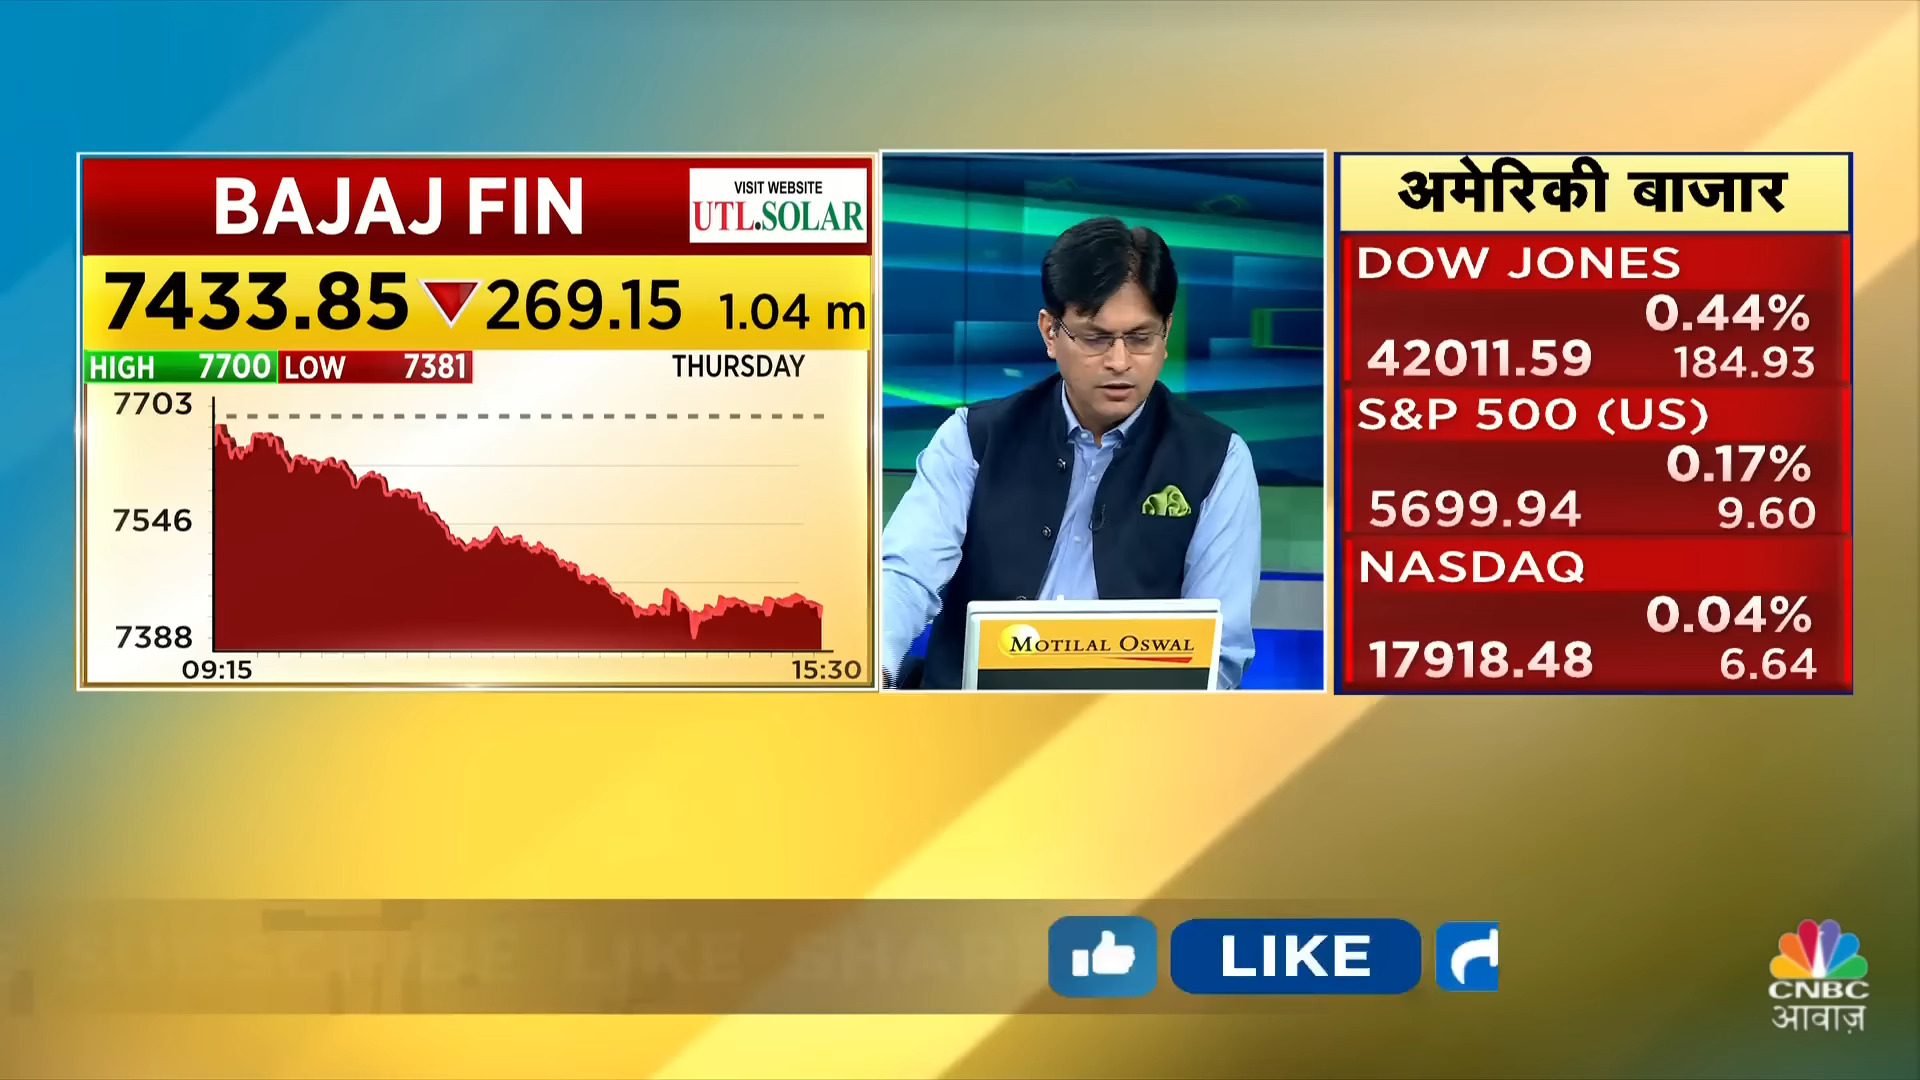 BAJAJ FIN
VISIT WEBSITE
UTL.SOLAR
7433.85 269.15 1.04 m
HIGH 7700 LOW 7381 THURSDAY
7703
7546
7388
09:15 15:30
MOTILAL OSWAL
अमेरिकी बाजार
DOW JONES
0.44%
42011.59 184.93
S&P 500 (US)
0.17%
5699.94 9.60
NASDAQ
0.04%
17918.48 6.64
LIKE
CNBC
आवाज़